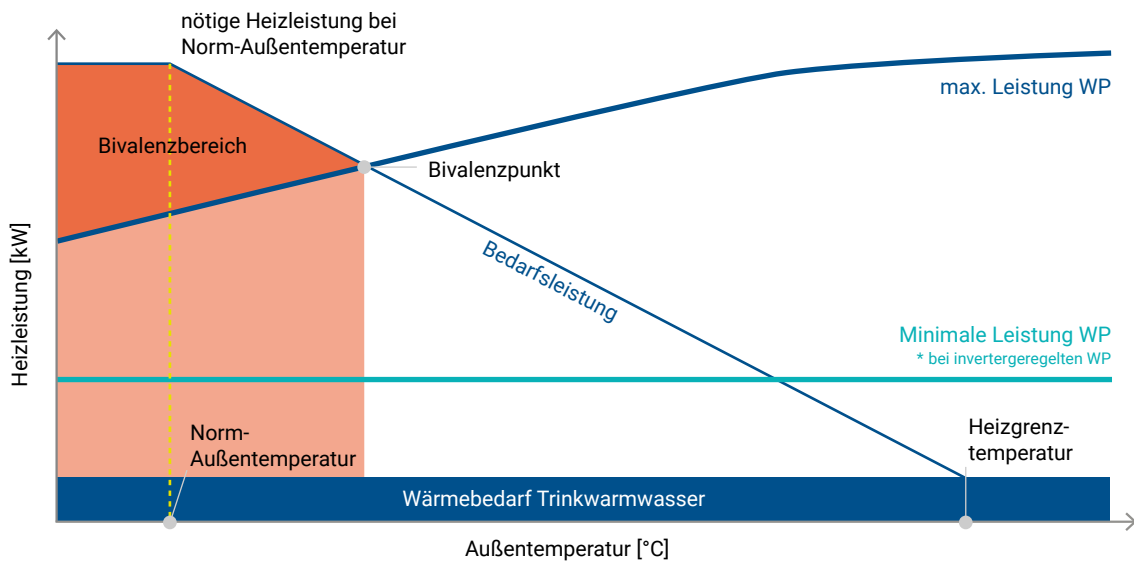 nötige Heizleistung bei
Norm-Außentemperatur
max. Leistung WP
Bivalenzbereich
Bivalenzpunkt
Heizleistung [kW]
Bedarfsleistung
Minimale Leistung WP
* bei invertergeregelten WP
Norm-
Außentemperatur
Heizgrenz-
temperatur
Wärmebedarf Trinkwarmwasser
Außentemperatur [°C]